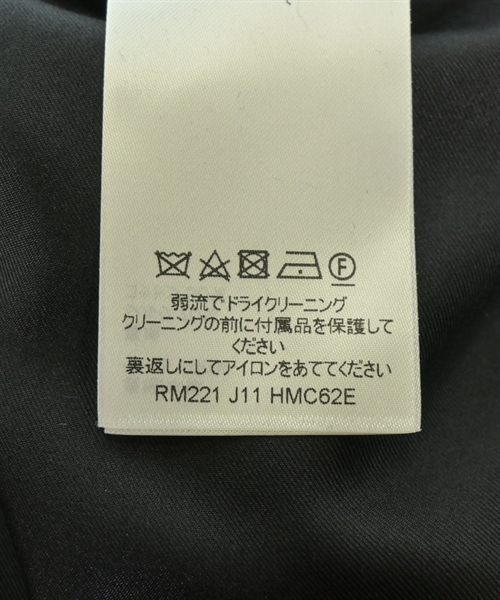 F
弱流でドライクリーニング
クリーニングの前に付属品を保護して
ください
裏返しにしてアイロンをあててください
RM221 J11 HMC62E